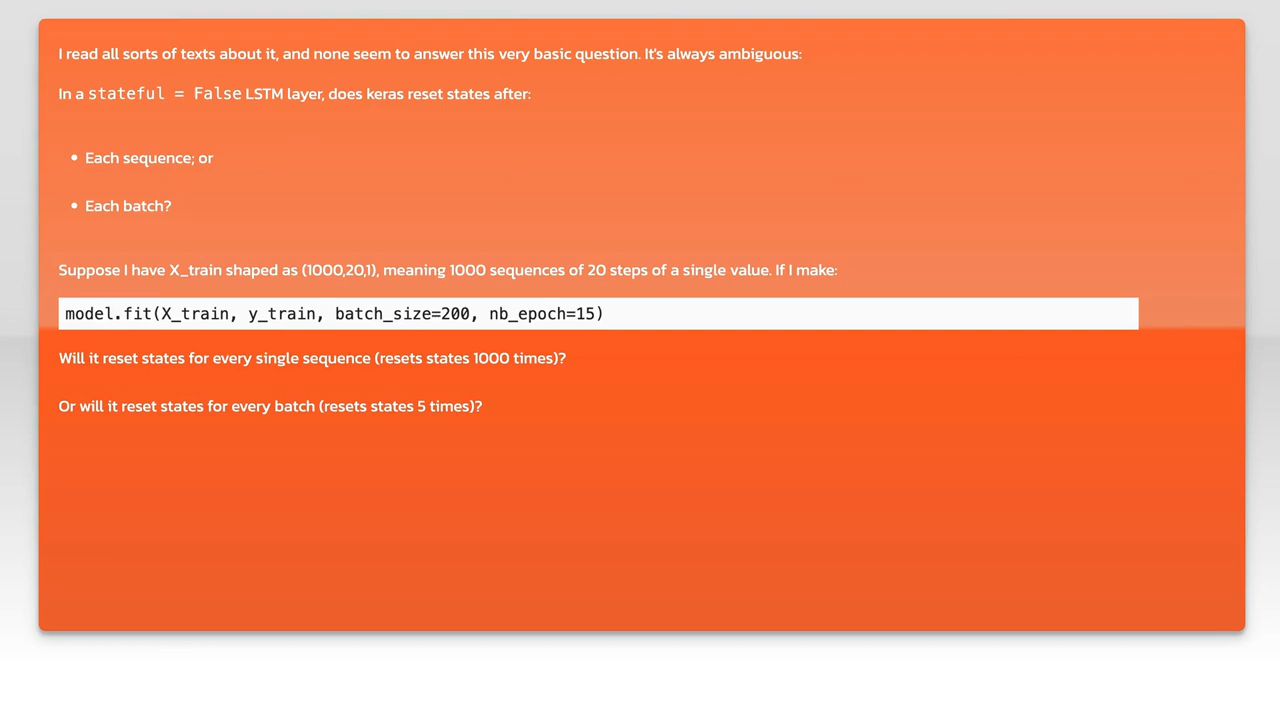 I read all sorts of texts about it, and none seem to answer this very basic question. It's always ambiguous:
In a stateful = False LSTM layer, does keras reset states after:
• Each sequence; or
• Each batch?
Suppose I have X_train shaped as (1000,20,1), meaning 1000 sequences of 20 steps of a single value. If I make:
model.fit(X_train, y_train, batch_size=200, nb_epoch=15)
Will it reset states for every single sequence (resets states 1000 times)?
Or will it reset states for every batch (resets states 5 times)?